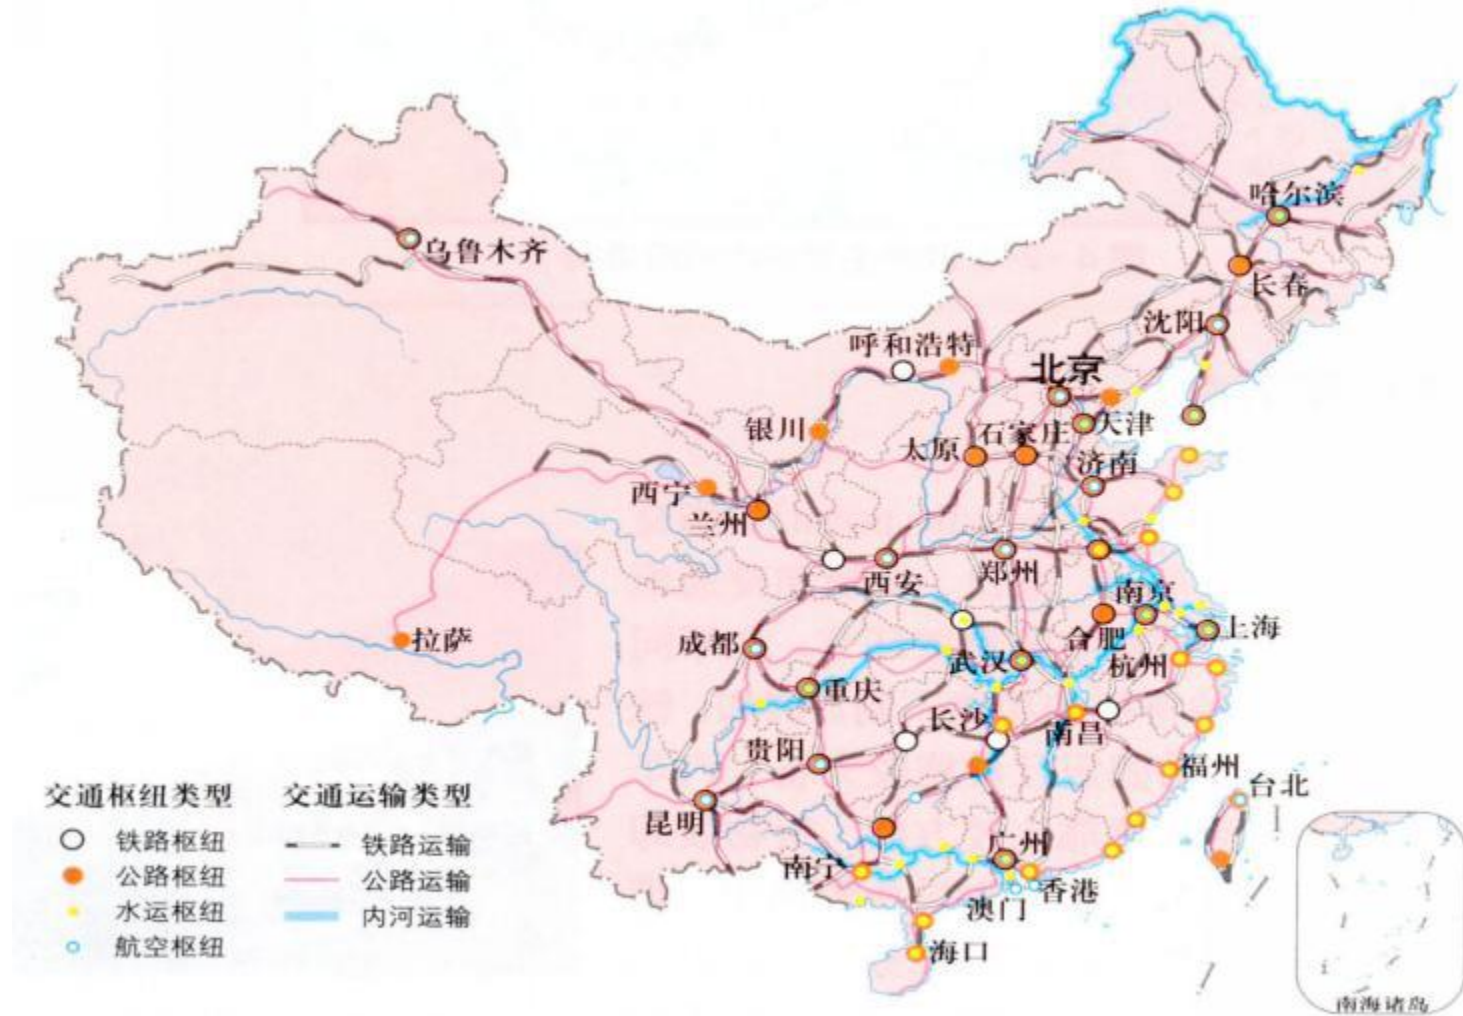 哈尔滨
长春
沈阳
乌鲁木齐
呼和浩特
北京
天津
银川
太原
石家庄
济南
西宁
兰州
西安
郑州
南京
合肥
上海
拉萨
成都
武汉
杭州
重庆
长沙
南昌
贵阳
福州
台北
昆明
广州
南宁
香港
澳门
海口
南海诸岛
交通枢纽类型
铁路枢纽
公路枢纽
水运枢纽
航空枢纽
交通运输类型
铁路运输
公路运输
内河运输